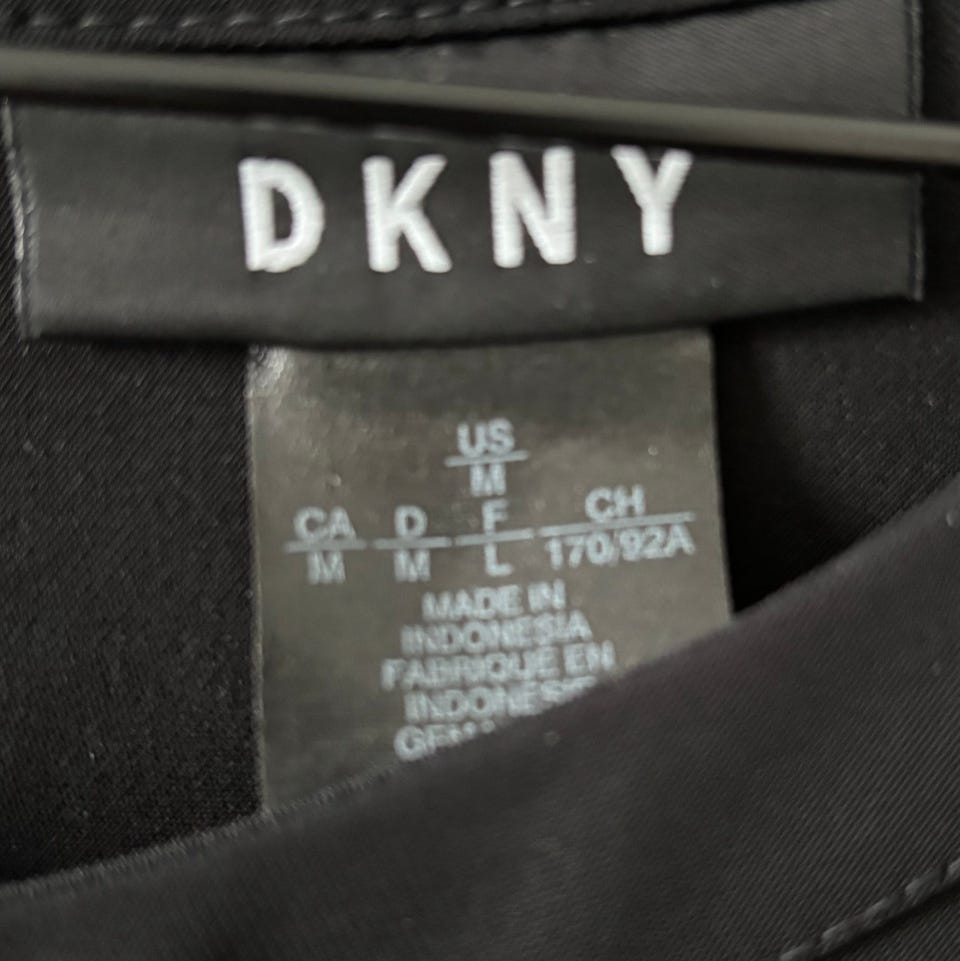 DKNY
US
M
CA D F CH
M M L 170/92A
MADE IN
INDONESIA
FABRIQUE EN